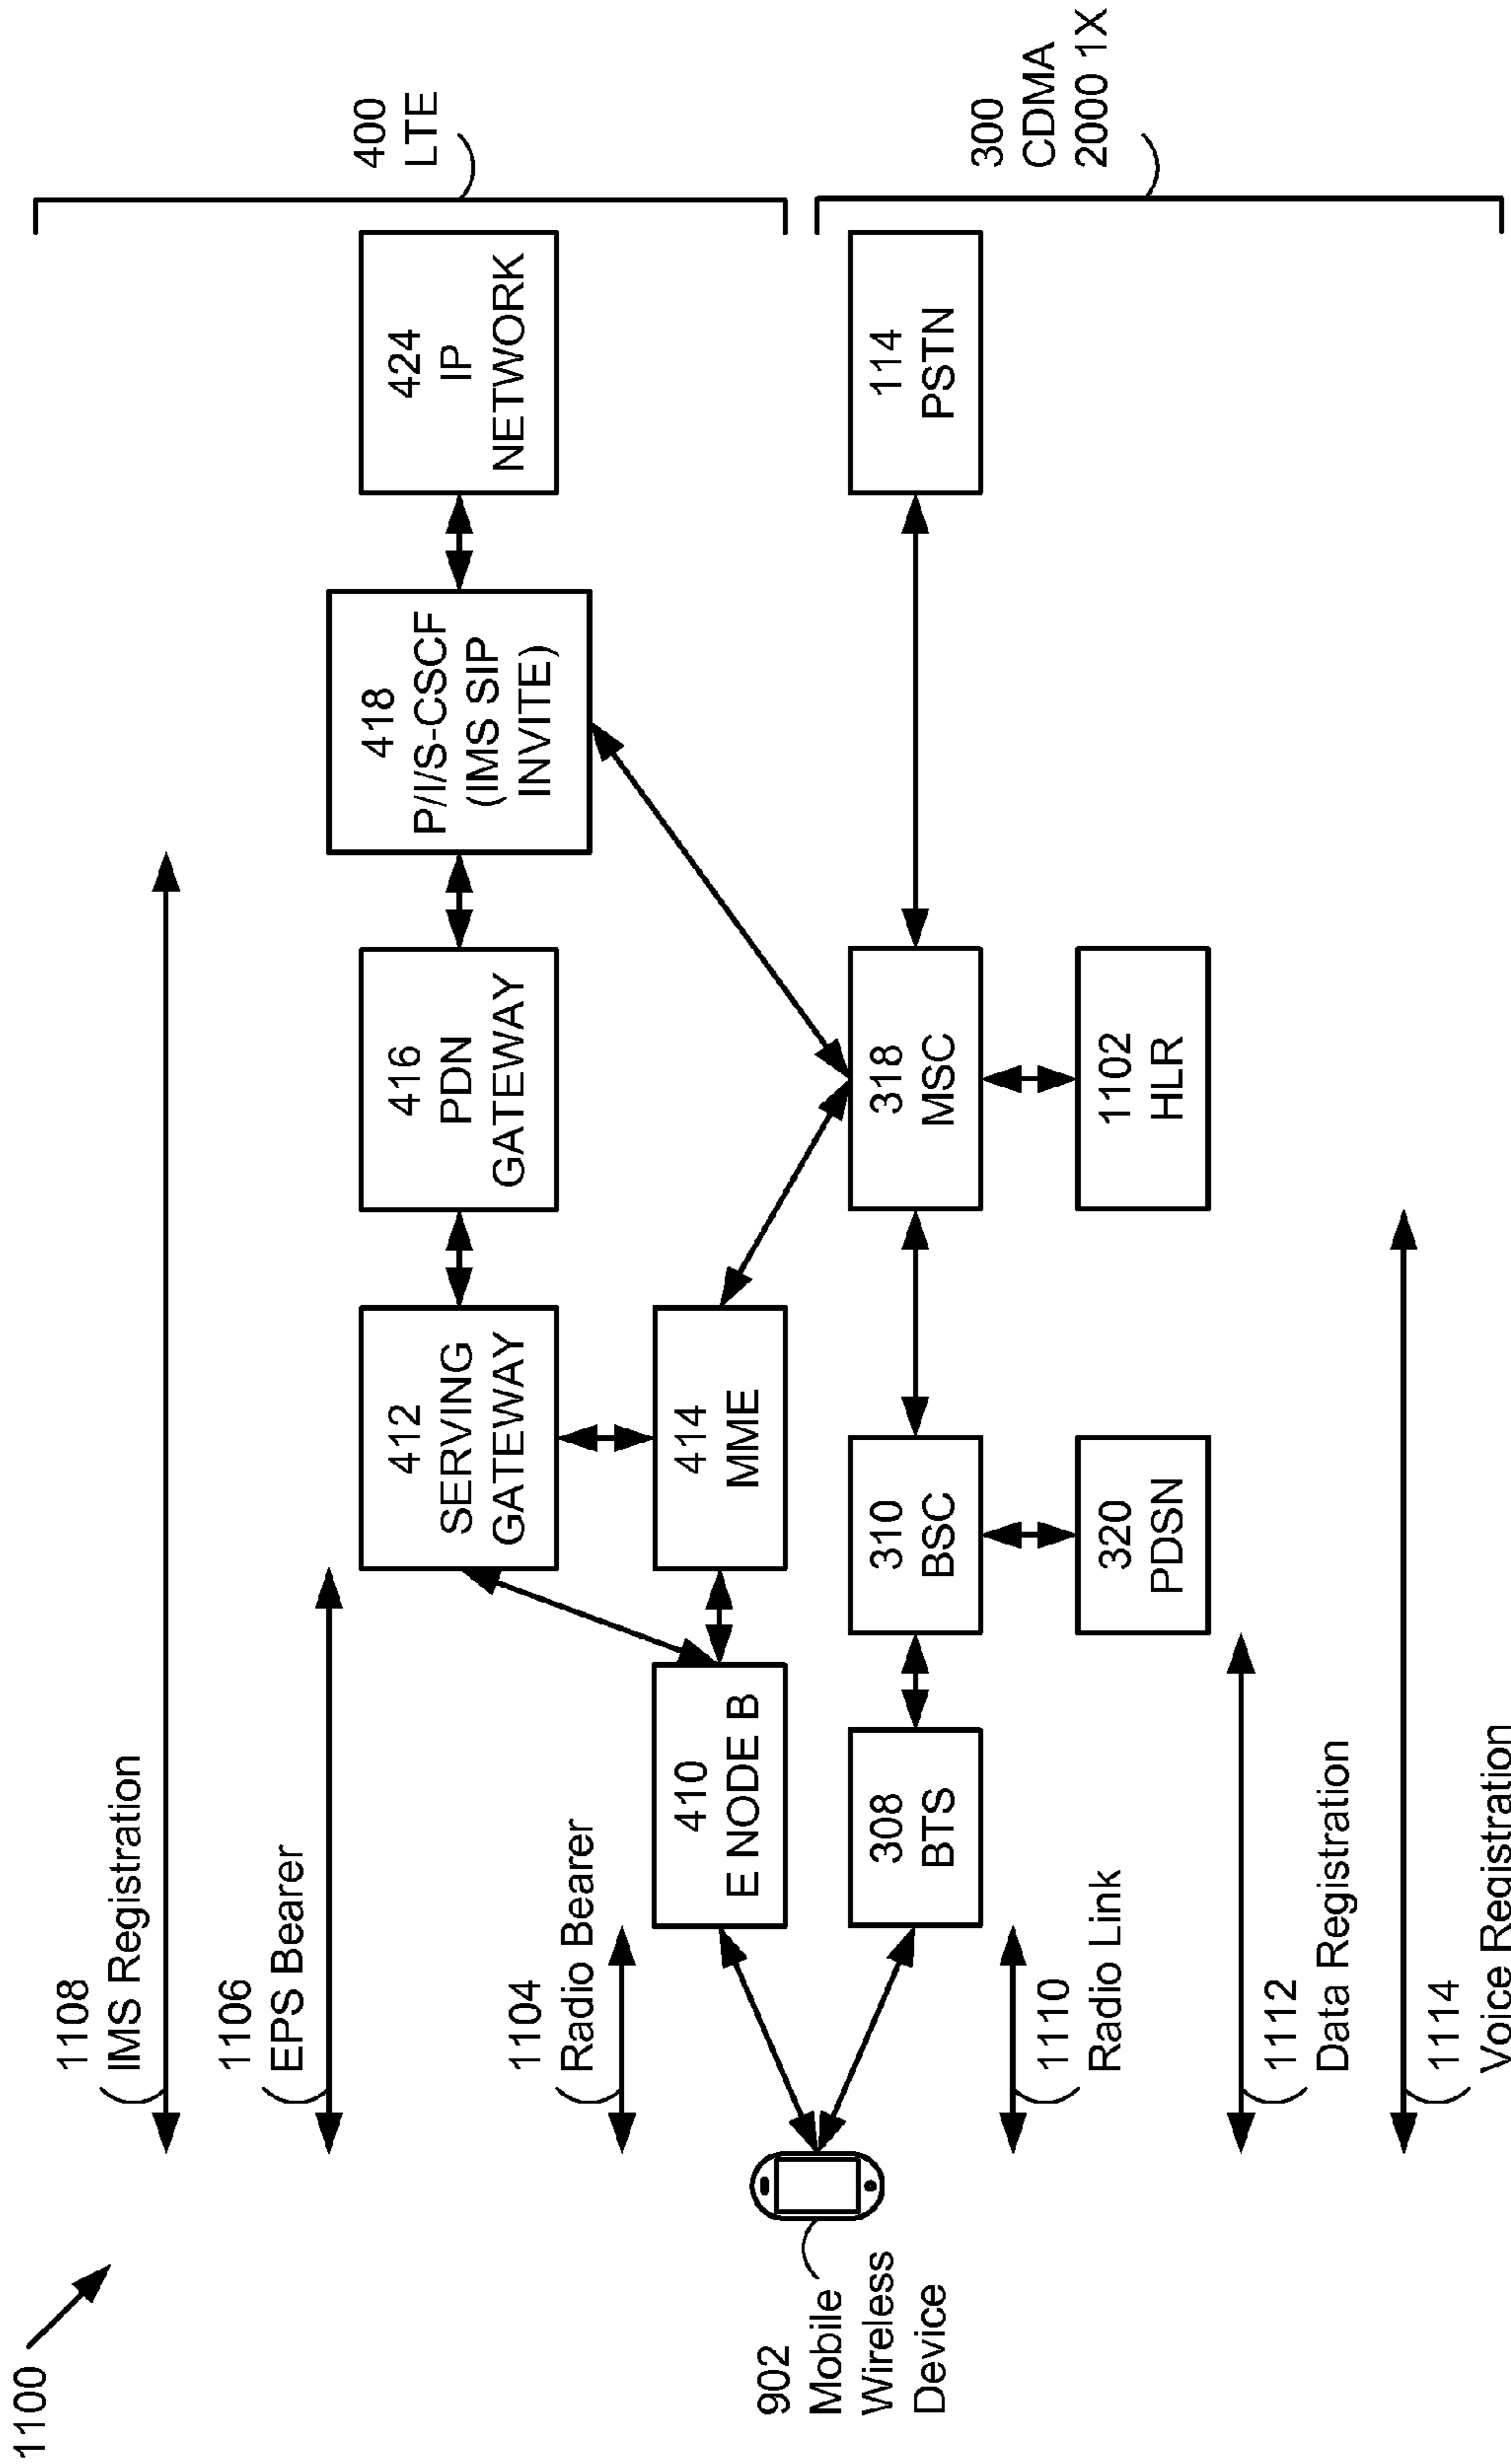 1100
1108
IMS Registration
1106
EPS Bearer
1104
Radio Bearer
400
LTE
412
SERVING
GATEWAY
416
PDN
GATEWAY
418
P/I/S-CSCF
(IMS SIP
INVITE)
424
IP
NETWORK
410
E NODE B
414
MME
902
Mobile
Wireless
Device
308
BTS
310
BSC
318
MSC
114
PSTN
300
CDMA
2000 1X
320
PDSN
1102
HLR
1110
Radio Link
1112
Data Registration
1114
Voice Registration